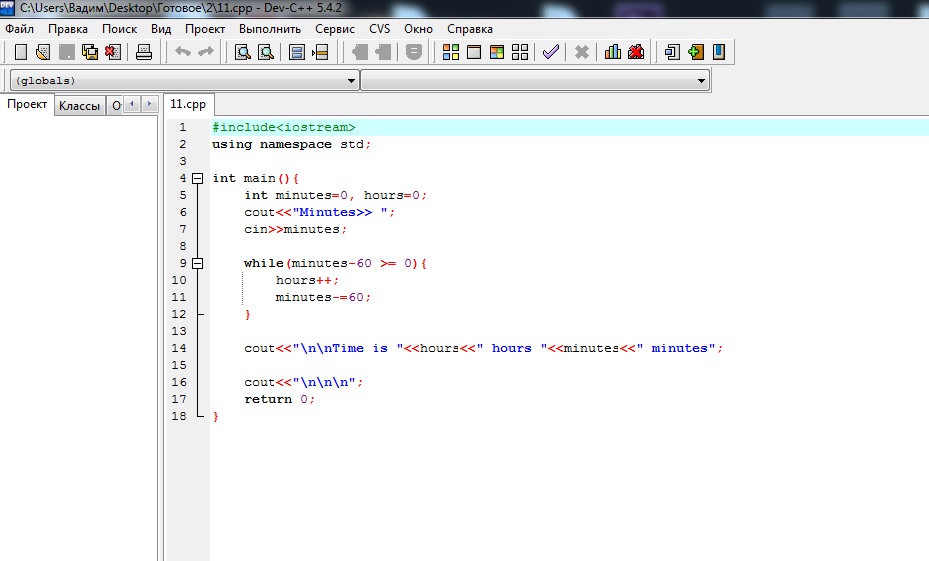 C:\Users\Вадим\Desktop\Готовое\2\11.cpp - Dev-C++ 5.4.2
Файл Правка Поиск Вид Проект Выполнить Сервис CVS Окно Справка
(globals)
Проект Классы О 11.cpp
1 #include<iostream>
2 using namespace std;
3
4 int main(){
5 int minutes=0, hours=0;
6 cout<<"Minutes>> ";
7 cin>>minutes;
8
9 while(minutes-60 >= 0){
10 hours++;
11 minutes-=60;
12 }
13
14 cout<<"\n\nTime is "<<hours<<" hours "<<minutes<<" minutes";
15
16 cout<<"\n\n\n";
17 return 0;
18 }